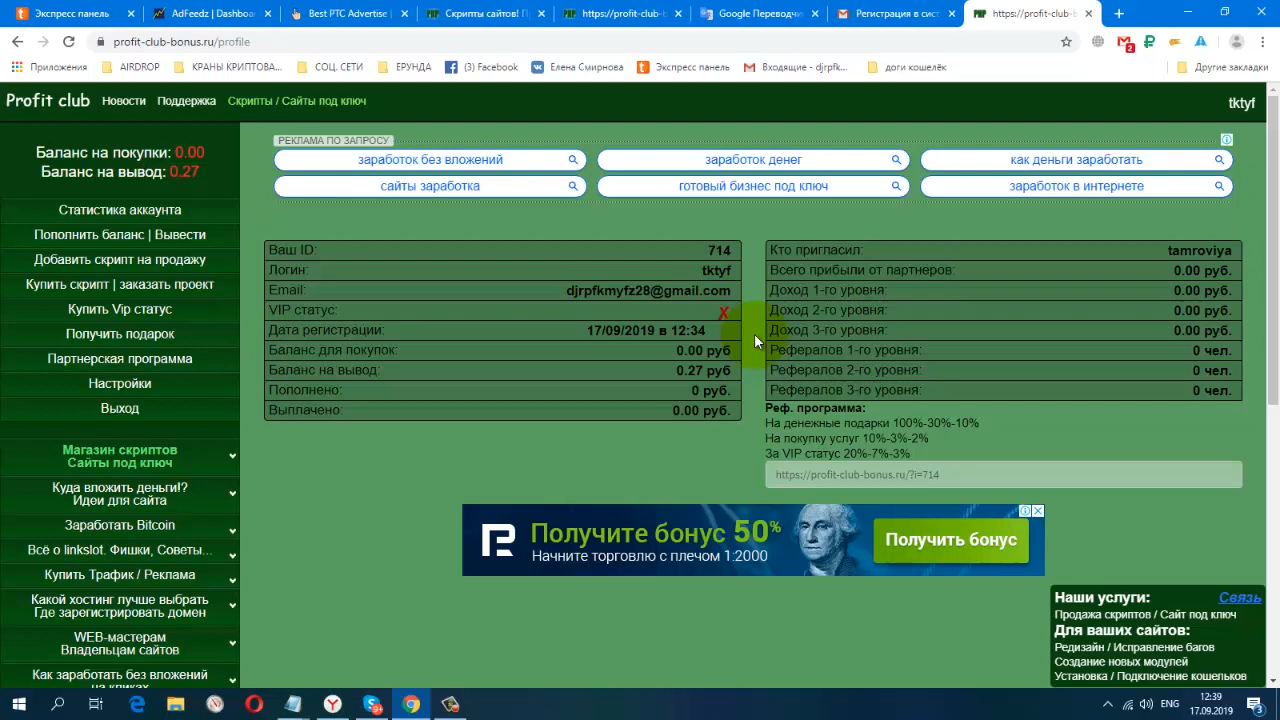 Экспресс панель
AdFeedz | Dashboa
Best PTC Advertise
Скрипты сайтов! П
https://profit-club-b
Google Переводчи
Регистрация в сист
https://profit-club-b
profit-club-bonus.ru/profile
2
Приложения
AIRDROP
КРАНЫ КРИПТОВА...
СОЦ. СЕТИ
ЕРУНДА
(3) Facebook
Елена Смирнова
Экспресс панель
Входящие - djrpfk...
доги кошелёк
Другие закладки
Profit club
Новости
Поддержка
Скрипты / Сайты под ключ
tktyf
Баланс на покупки: 0.00
Баланс на вывод: 0.27
Статистика аккаунта
Пополнить баланс | Вывести
Добавить скрипт на продажу
Купить скрипт | заказать проект
Купить Vip статус
Получить подарок
Партнерская программа
Настройки
Выход
Магазин скриптов
Сайты под ключ
Куда вложить деньги!?
Идеи для сайта
Заработать Bitcoin
Всё о linkslot. Фишки, Советы...
Купить Трафик / Реклама
Какой хостинг лучше выбрать
Где зарегистрировать домен
WEB-мастерам
Владельцам сайтов
Как заработать без вложений
на кликах
РЕКЛАМА ПО ЗАПРОСУ
заработок без вложений
заработок денег
как деньги заработать
сайты заработка
готовый бизнес под ключ
заработок в интернете
Ваш ID: 714
Логин: tktyf
Email: djrpfkmyfz28@gmail.com
VIP статус: X
Дата регистрации: 17/09/2019 в 12:34
Баланс для покупок: 0.00 руб
Баланс на вывод: 0.27 руб
Пополнено: 0 руб.
Выплачено: 0.00 руб.
Кто пригласил: tamroviya
Всего прибыли от партнеров: 0.00 руб.
Доход 1-го уровня: 0.00 руб.
Доход 2-го уровня: 0.00 руб.
Доход 3-го уровня: 0.00 руб.
Рефералов 1-го уровня: 0 чел.
Рефералов 2-го уровня: 0 чел.
Рефералов 3-го уровня: 0 чел.
Реф. программа:
На денежные подарки 100%-30%-10%
На покупку услуг 10%-3%-2%
За VIP статус 20%-7%-3%
https://profit-club-bonus.ru/?i=714
Получите бонус 50%
Начните торговлю с плечом 1:2000
Получить бонус
Наши услуги: Связь
Продажа скриптов / Сайт под ключ
Для ваших сайтов:
Редизайн / Исправление багов
Создание новых модулей
Установка / Подключение кошельков
ENG
12:39
17.09.2019
3